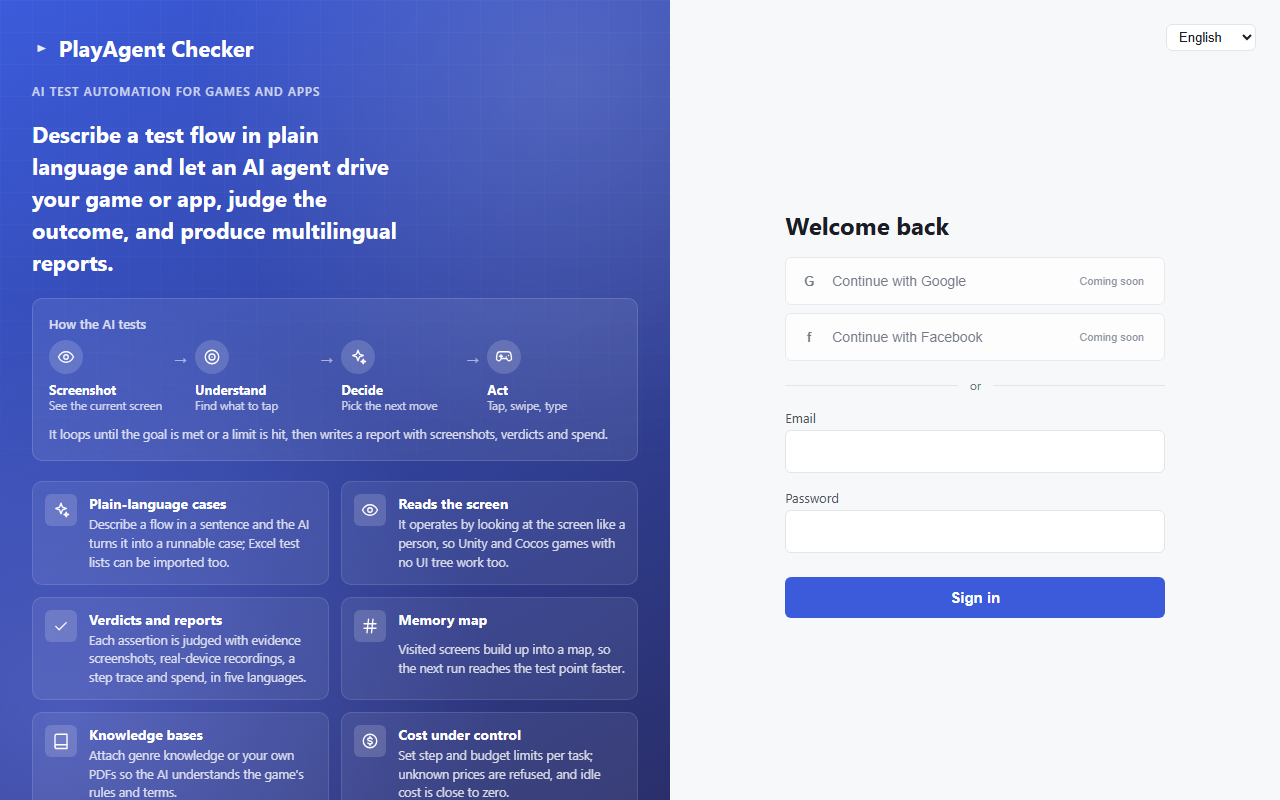 PlayAgent Checker
AI TEST AUTOMATION FOR GAMES AND APPS
Describe a test flow in plain
language and let an AI agent drive
your game or app, judge the
outcome, and produce multilingual
reports.
How the AI tests
→ → →
Screenshot
See the current screen
Understand
Find what to tap
Decide
Pick the next move
Act
Tap, swipe, type
It loops until the goal is met or a limit is hit, then writes a report with screenshots, verdicts and spend.
Plain-language cases
Describe a flow in a sentence and the AI
turns it into a runnable case; Excel test
lists can be imported too.
Reads the screen
It operates by looking at the screen like a
person, so Unity and Cocos games with
no UI tree work too.
Verdicts and reports
Each assertion is judged with evidence
screenshots, real-device recordings, a
step trace and spend, in five languages.
Memory map
Visited screens build up into a map, so
the next run reaches the test point faster.
Knowledge bases
Attach genre knowledge or your own
PDFs so the AI understands the game's
rules and terms.
Cost under control
Set step and budget limits per task;
unknown prices are refused, and idle
cost is close to zero.
English
Welcome back
G Continue with Google Coming soon
f Continue with Facebook Coming soon
or
Email
Password
Sign in